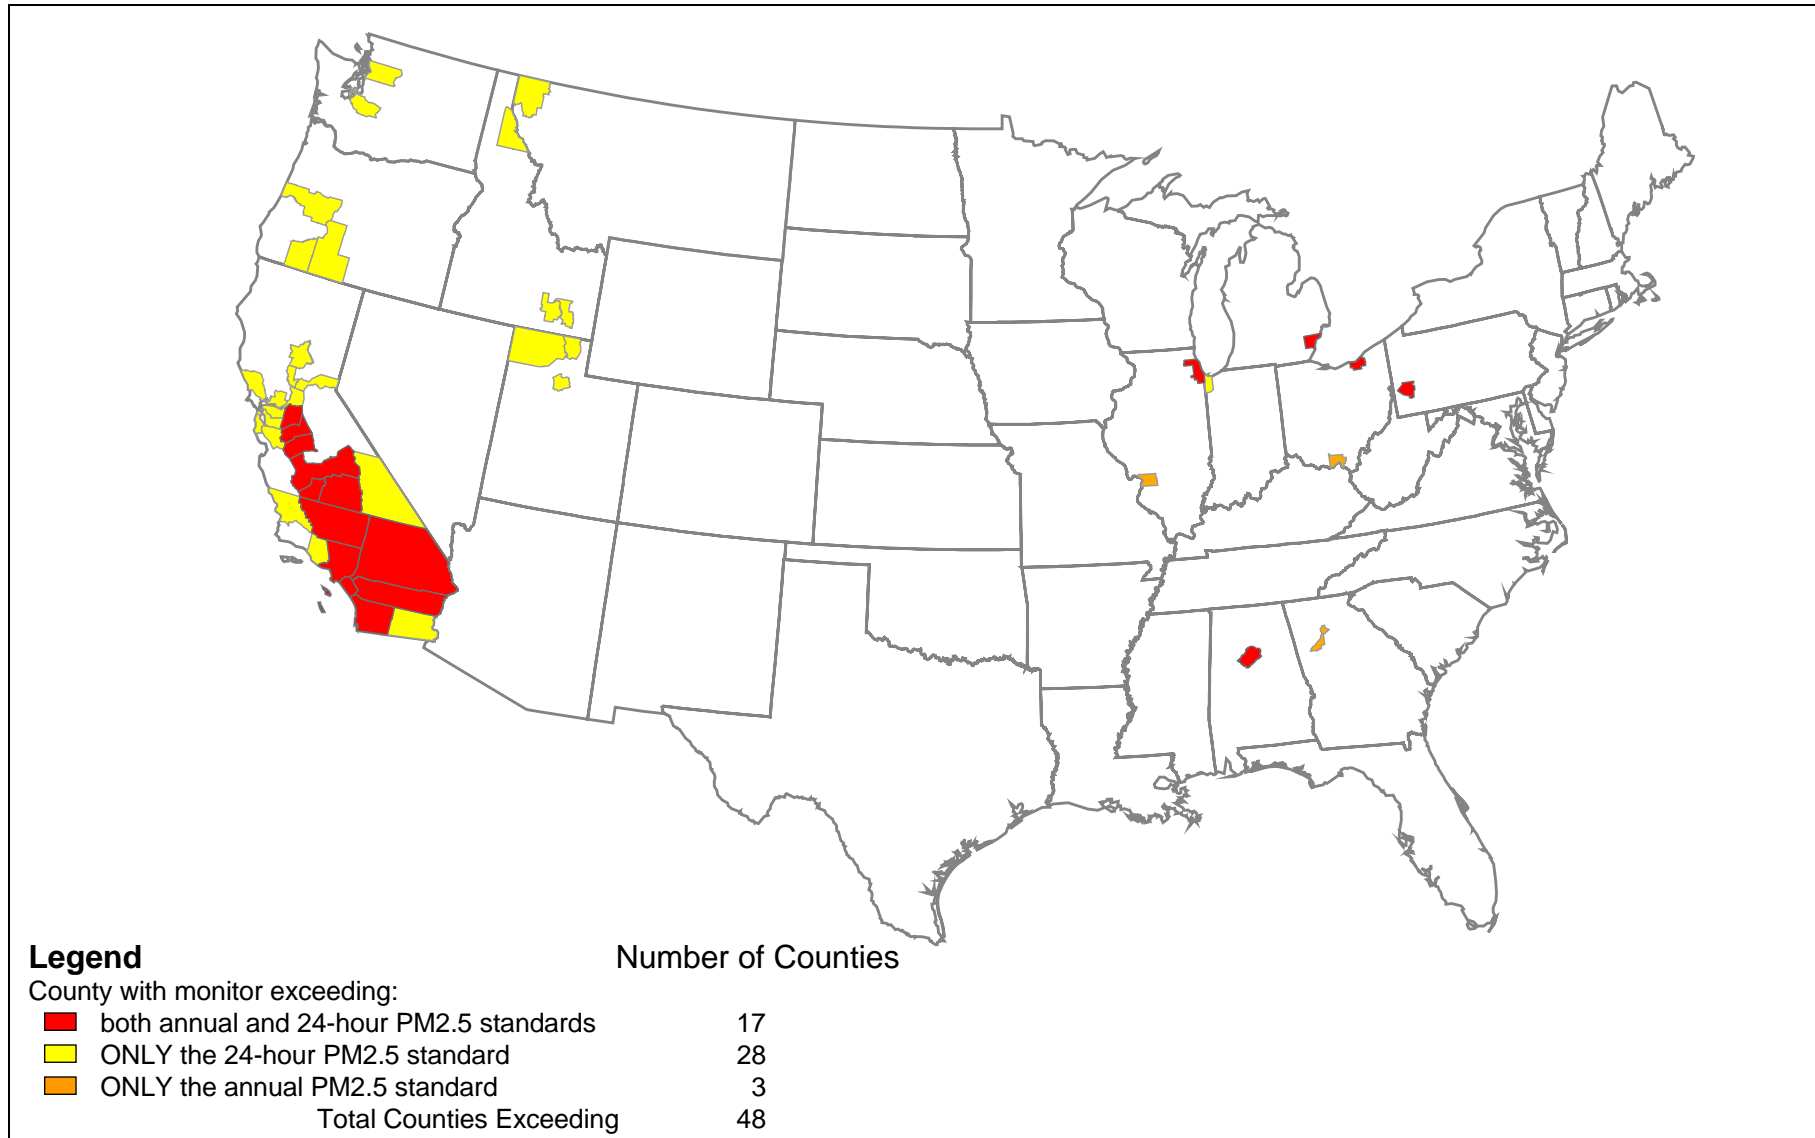 Legend Number of Counties
County with monitor exceeding:
both annual and 24-hour PM2.5 standards 17
ONLY the 24-hour PM2.5 standard 28
ONLY the annual PM2.5 standard 3
Total Counties Exceeding 48